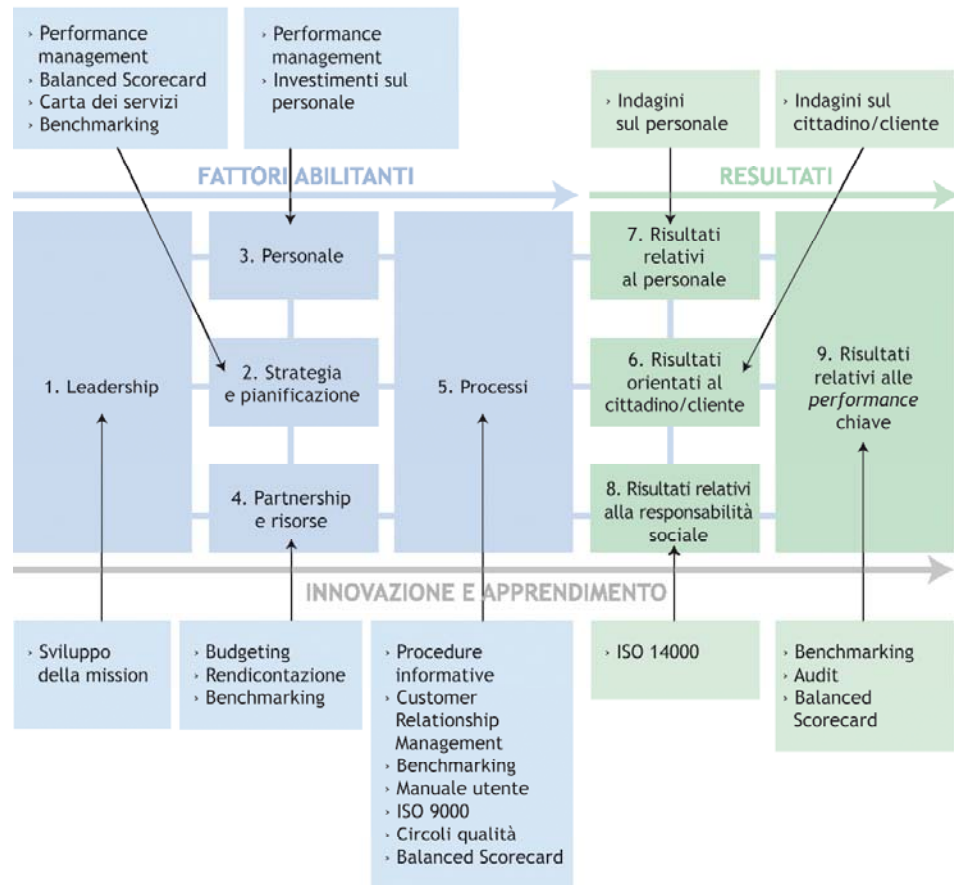 › Performance
management
› Balanced Scorecard
› Carta dei servizi
› Benchmarking
› Performance
management
› Investimenti sul
personale
› Indagini
sul personale
› Indagini sul
cittadino/cliente
FATTORI ABILITANTI
RESULTATI
1. Leadership
3. Personale
2. Strategia
e pianificazione
4. Partnership
e risorse
5. Processi
7. Risultati
relativi
al personale
6. Risultati
orientati al
cittadino/cliente
8. Risultati relativi
alla responsabilità
sociale
9. Risultati
relativi alle
performance
chiave
INNOVAZIONE E APPRENDIMENTO
› Sviluppo
della mission
› Budgeting
› Rendicontazione
› Benchmarking
› Procedure
informative
› Customer
Relationship
Management
› Benchmarking
› Manuale utente
› ISO 9000
› Circoli qualità
› Balanced Scorecard
› ISO 14000
› Benchmarking
› Audit
› Balanced
Scorecard